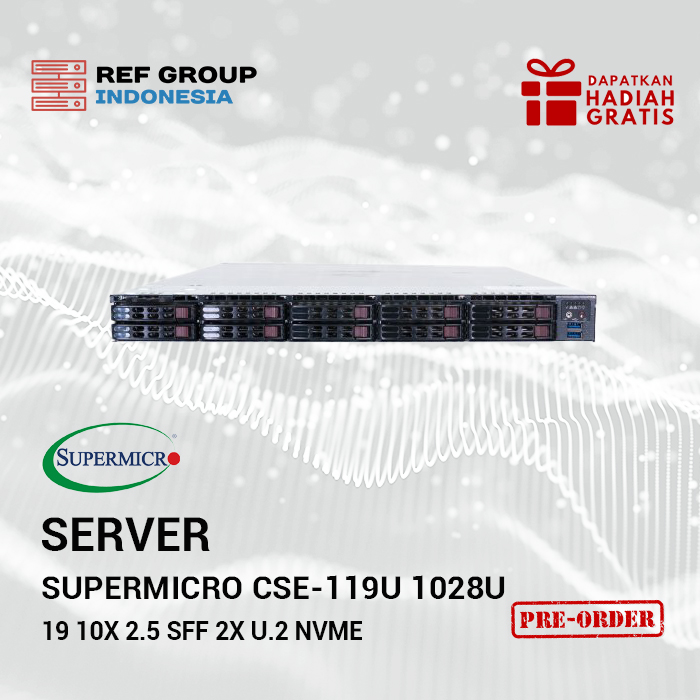 REF GROUP
INDONESIA
DAPATKAN
HADIAH
GRATIS
SUPERMICRO
SERVER
SUPERMICRO CSE-119U 1028U
19 10X 2.5 SFF 2X U.2 NVME
PRE-ORDER